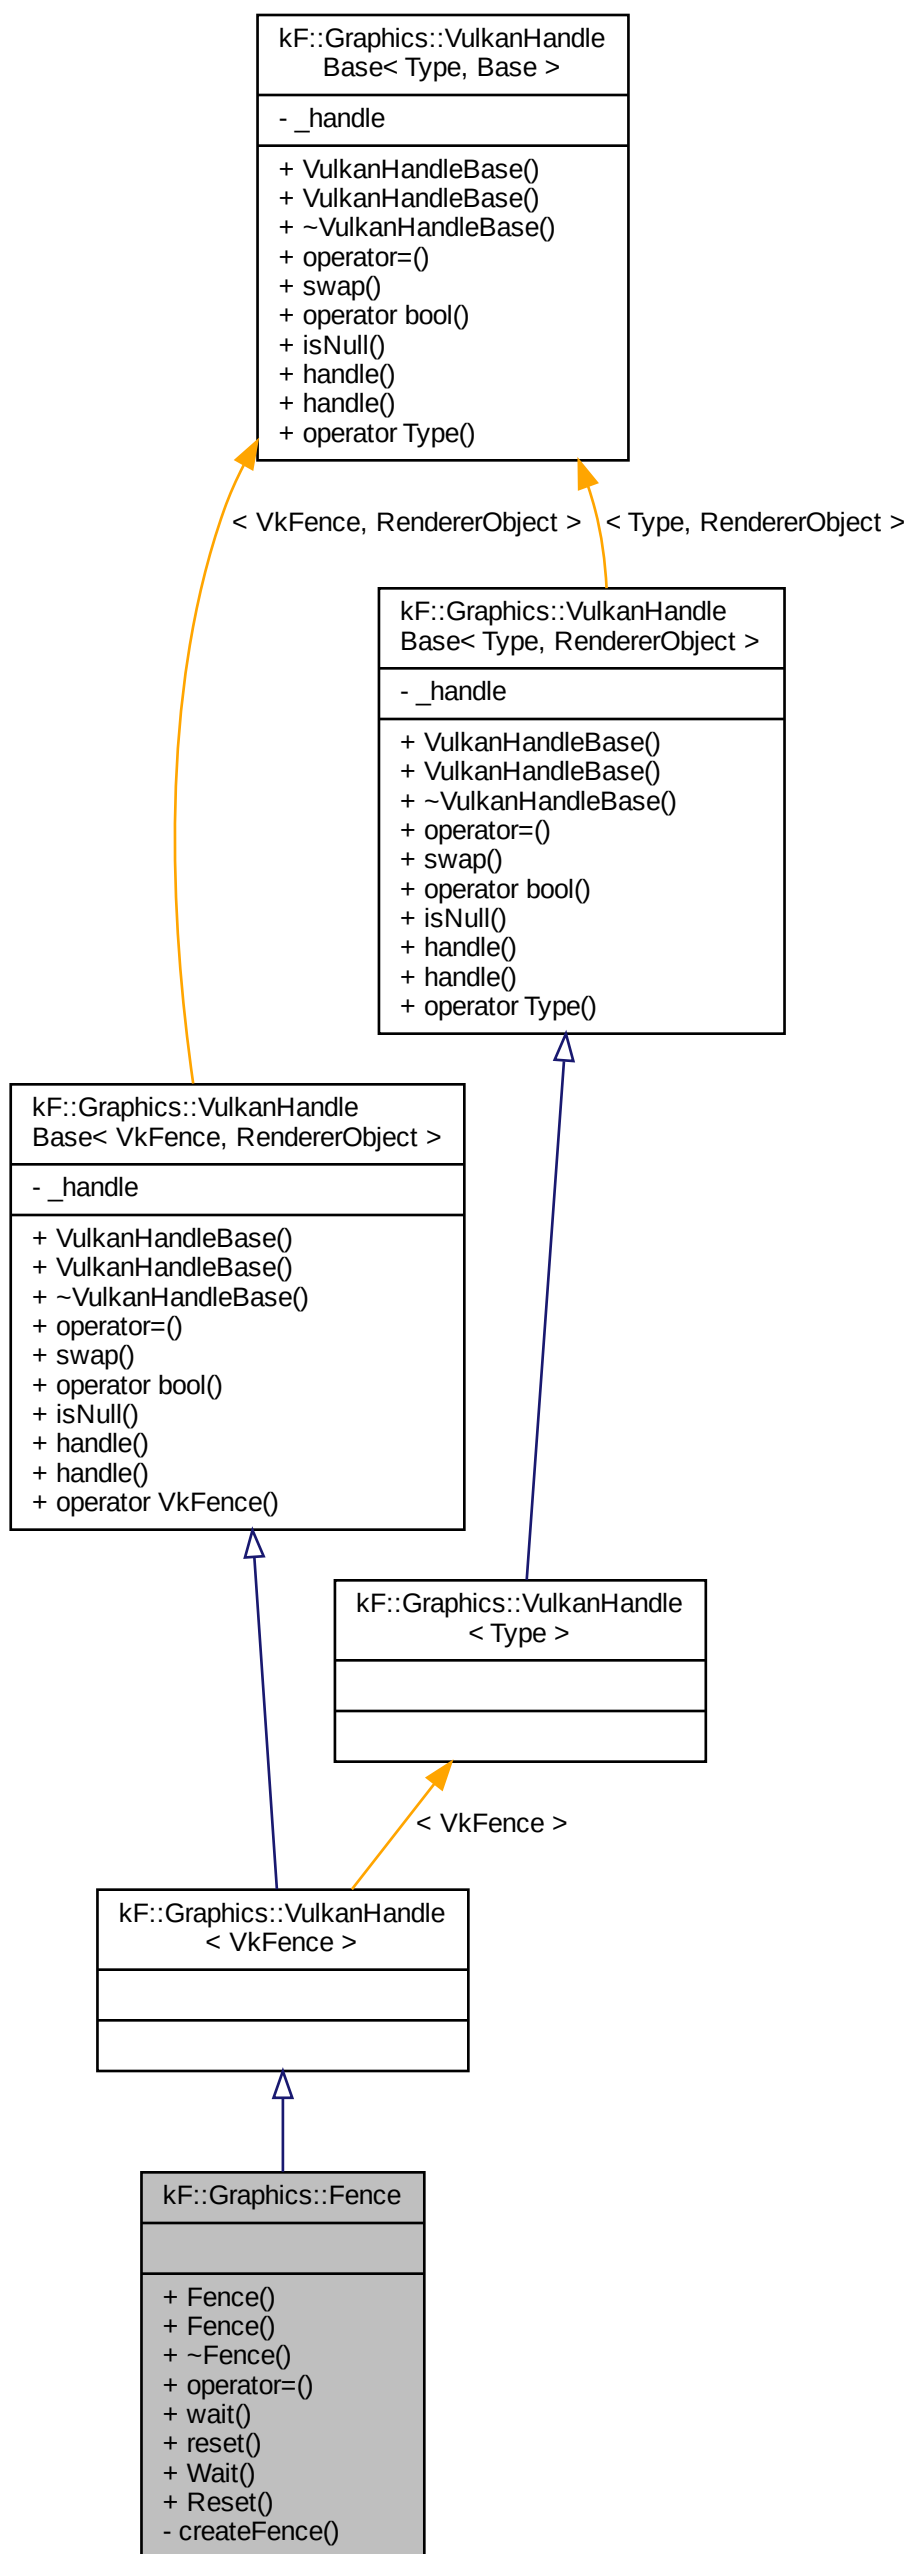 kF::Graphics::VulkanHandle
Base< Type, Base >
- _handle
+ VulkanHandleBase()
+ VulkanHandleBase()
+ ~VulkanHandleBase()
+ operator=()
+ swap()
+ operator bool()
+ isNull()
+ handle()
+ handle()
+ operator Type()
< VkFence, RendererObject >
< Type, RendererObject >
kF::Graphics::VulkanHandle
Base< Type, RendererObject >
- _handle
+ VulkanHandleBase()
+ VulkanHandleBase()
+ ~VulkanHandleBase()
+ operator=()
+ swap()
+ operator bool()
+ isNull()
+ handle()
+ handle()
+ operator Type()
kF::Graphics::VulkanHandle
Base< VkFence, RendererObject >
- _handle
+ VulkanHandleBase()
+ VulkanHandleBase()
+ ~VulkanHandleBase()
+ operator=()
+ swap()
+ operator bool()
+ isNull()
+ handle()
+ handle()
+ operator VkFence()
kF::Graphics::VulkanHandle
< Type >
< VkFence >
kF::Graphics::VulkanHandle
< VkFence >
kF::Graphics::Fence
+ Fence()
+ Fence()
+ ~Fence()
+ operator=()
+ wait()
+ reset()
+ Wait()
+ Reset()
- createFence()